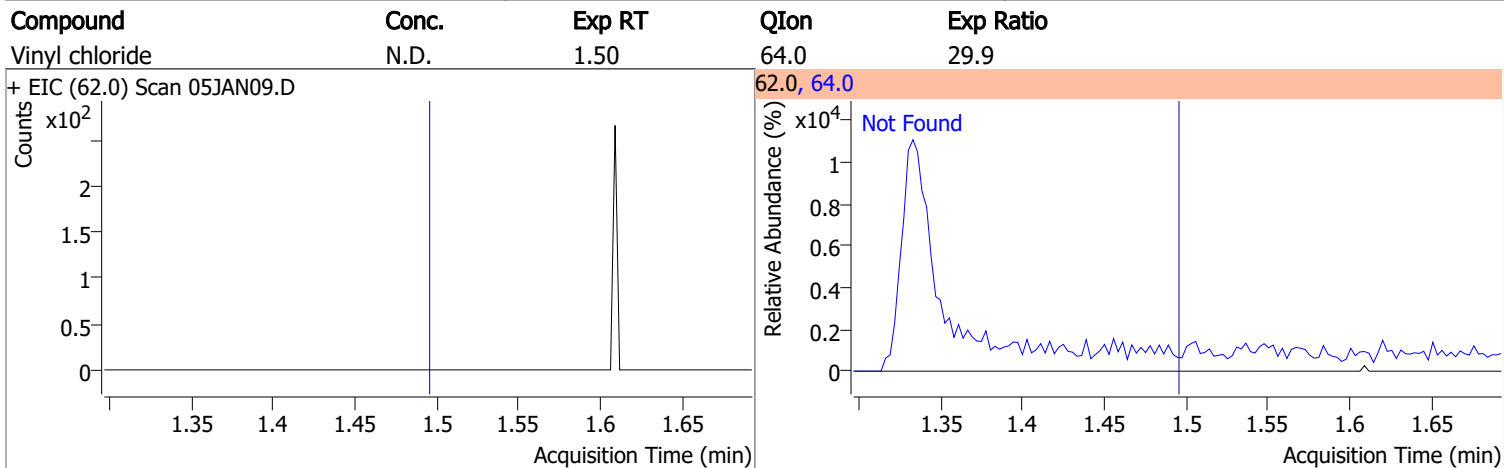 Compound Conc. Exp RT QIon Exp Ratio
Vinyl chloride N.D. 1.50 64.0 29.9
+ EIC (62.0) Scan 05JAN09.D
Counts
x10²
2
1.5
1
0.5
0
1.35 1.4 1.45 1.5 1.55 1.6 1.65
Acquisition Time (min)
62.0, 64.0
Relative Abundance (%)
x10⁴
Not Found
1
0.8
0.6
0.4
0.2
0
1.35 1.4 1.45 1.5 1.55 1.6 1.65
Acquisition Time (min)